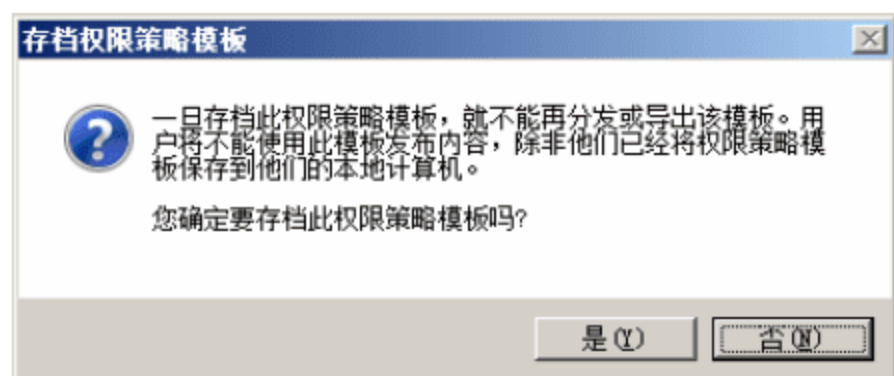 存档权限策略模板
一旦存档此权限策略模板，就不能再分发或导出该模板。用
户将不能使用此模板发布内容，除非他们已经将权限策略模
板保存到他们的本地计算机。
您确定要存档此权限策略模板吗?
是(Y)
否(N)